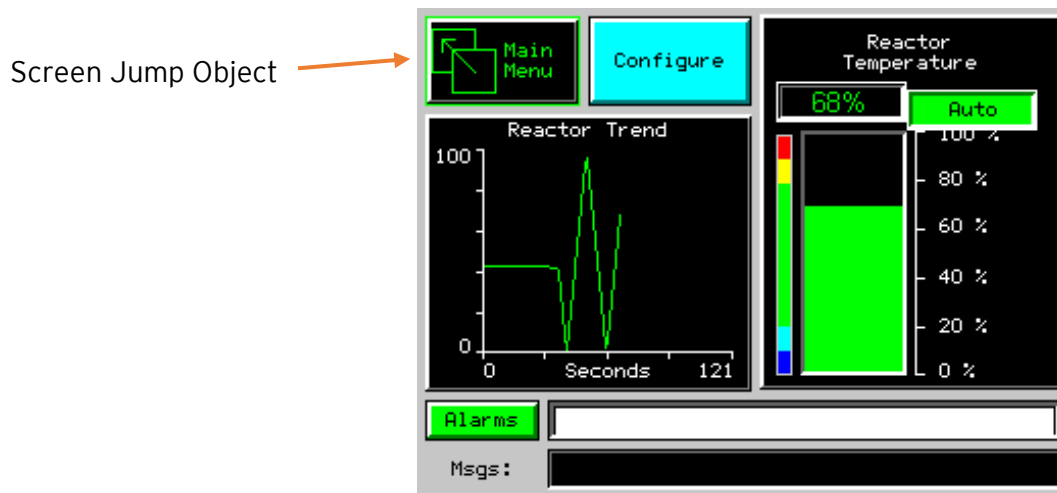 Screen Jump Object
Main
Menu
Configure
Reactor
Temperature
68%
Auto
100 %
80 %
60 %
40 %
20 %
0 %
Reactor Trend
100
0
0 Seconds 121
Alarms
Msgs: